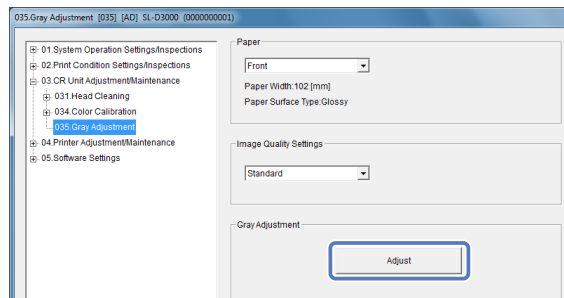 035.Gray Adjustment [035] [AD] SL-D3000 (0000000001)
01.System Operation Settings/Inspections
02.Print Condition Settings/Inspections
03.CR Unit Adjustment/Maintenance
031.Head Cleaning
034.Color Calibration
035.Gray Adjustment
04.Printer Adjustment/Maintenance
05.Software Settings
Paper
Front
Paper Width:102 [mm]
Paper Surface Type:Glossy
Image Quality Settings
Standard
Gray Adjustment
Adjust